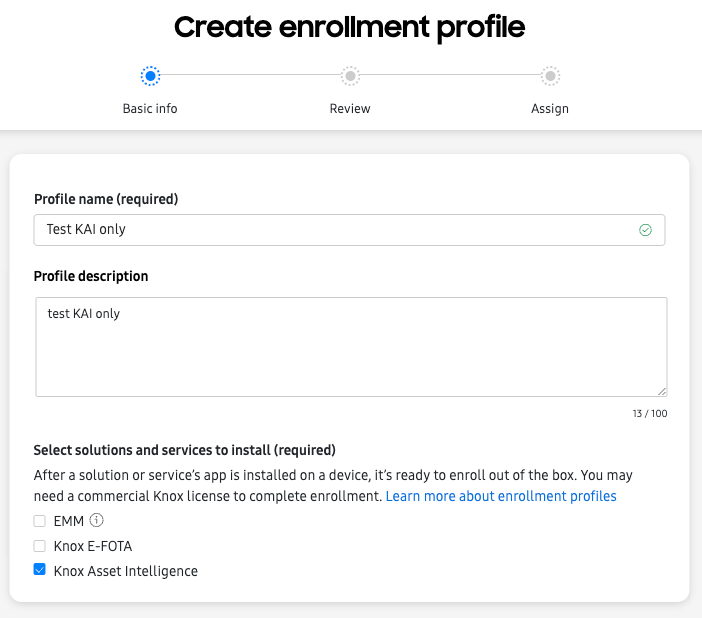 Create enrollment profile
Basic info
Review
Assign
Profile name (required)
Test KAI only
Profile description
test KAI only
13 / 100
Select solutions and services to install (required)
After a solution or service's app is installed on a device, it's ready to enroll out of the box. You may
need a commercial Knox license to complete enrollment. Learn more about enrollment profiles
EMM
Knox E-FOTA
Knox Asset Intelligence